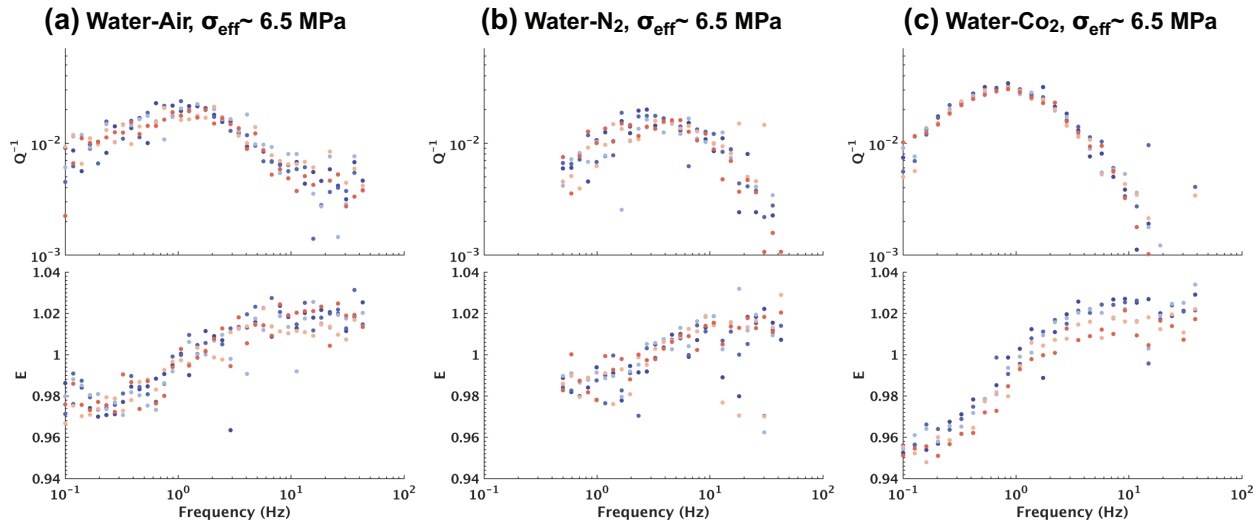 (a) Water-Air, σeff~ 6.5 MPa
(b) Water-N2, σeff~ 6.5 MPa
(c) Water-Co2, σeff~ 6.5 MPa
Q⁻¹
10⁻²
10⁻³
Q⁻¹
10⁻²
10⁻³
Q⁻¹
10⁻²
10⁻³
E
1.04
1.02
1
0.98
0.96
0.94
E
1.04
1.02
1
0.98
0.96
0.94
E
1.04
1.02
1
0.98
0.96
0.94
10⁻¹ 10⁰ 10¹ 10²
Frequency (Hz)
10⁻¹ 10⁰ 10¹ 10²
Frequency (Hz)
10⁻¹ 10⁰ 10¹ 10²
Frequency (Hz)